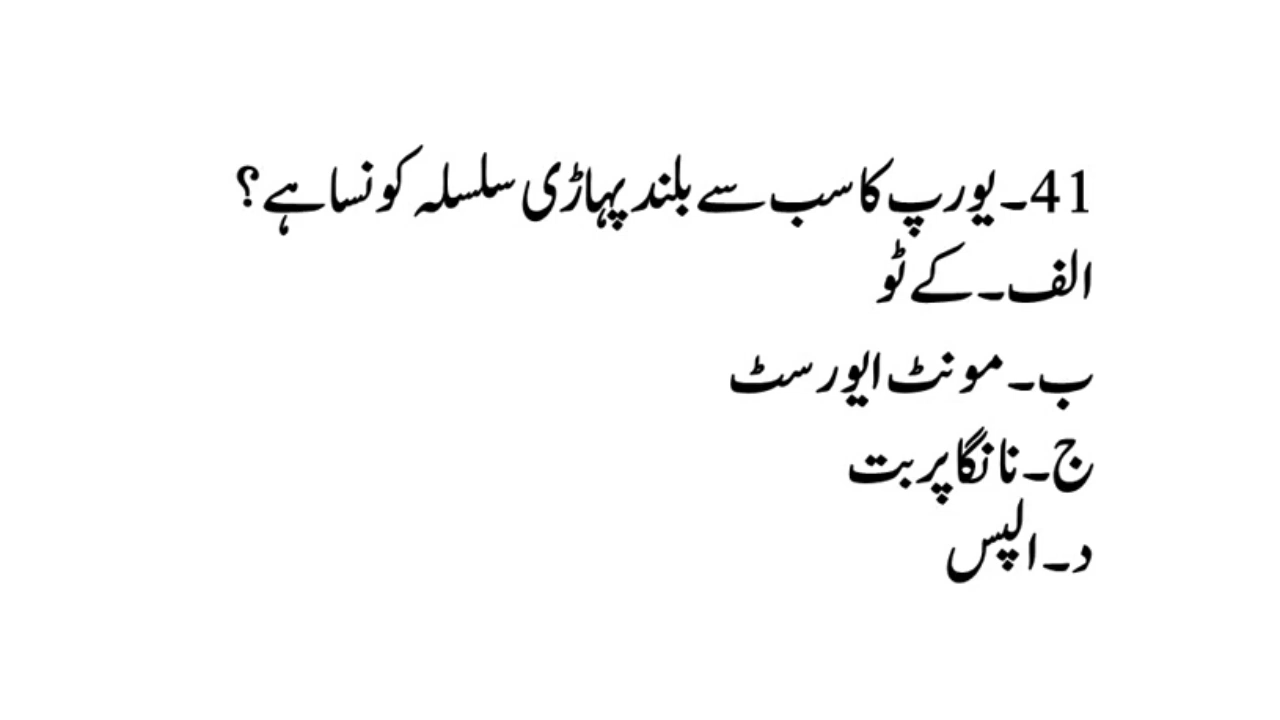 41۔یورپ کا سب سے بلند پہاڑی سلسلہ کونسا ہے؟
الف۔کے ٹو
ب۔مونٹ ایورسٹ
ج۔نانگا پربت
د۔الپس